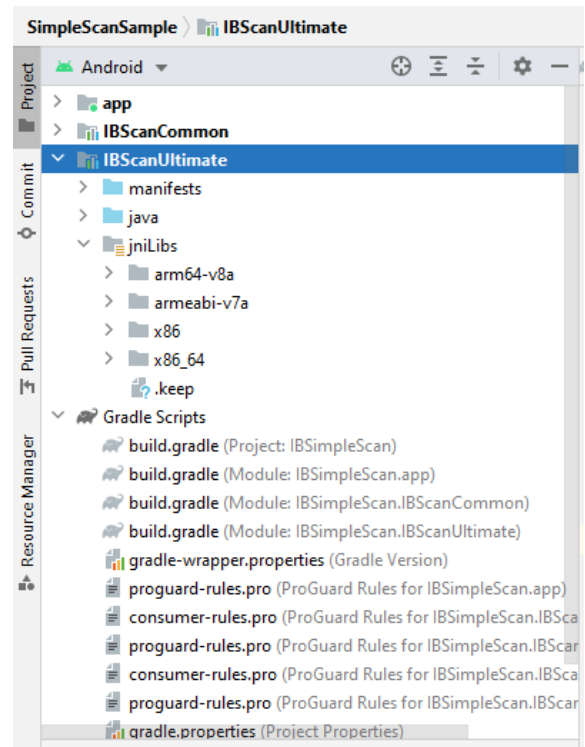 SimpleScanSample IBScanUltimate
Project
Commit
Pull Requests
Resource Manager
Android
app
IBScanCommon
IBScanUltimate
manifests
java
jniLibs
arm64-v8a
armeabi-v7a
x86
x86_64
.keep
Gradle Scripts
build.gradle (Project: IBSimpleScan)
build.gradle (Module: IBSimpleScan.app)
build.gradle (Module: IBSimpleScan.IBScanCommon)
build.gradle (Module: IBSimpleScan.IBScanUltimate)
gradle-wrapper.properties (Gradle Version)
proguard-rules.pro (ProGuard Rules for IBSimpleScan.app)
consumer-rules.pro (ProGuard Rules for IBSimpleScan.IBSca
proguard-rules.pro (ProGuard Rules for IBSimpleScan.IBScar
consumer-rules.pro (ProGuard Rules for IBSimpleScan.IBSca
proguard-rules.pro (ProGuard Rules for IBSimpleScan.IBScar
gradle.properties (Project Properties)